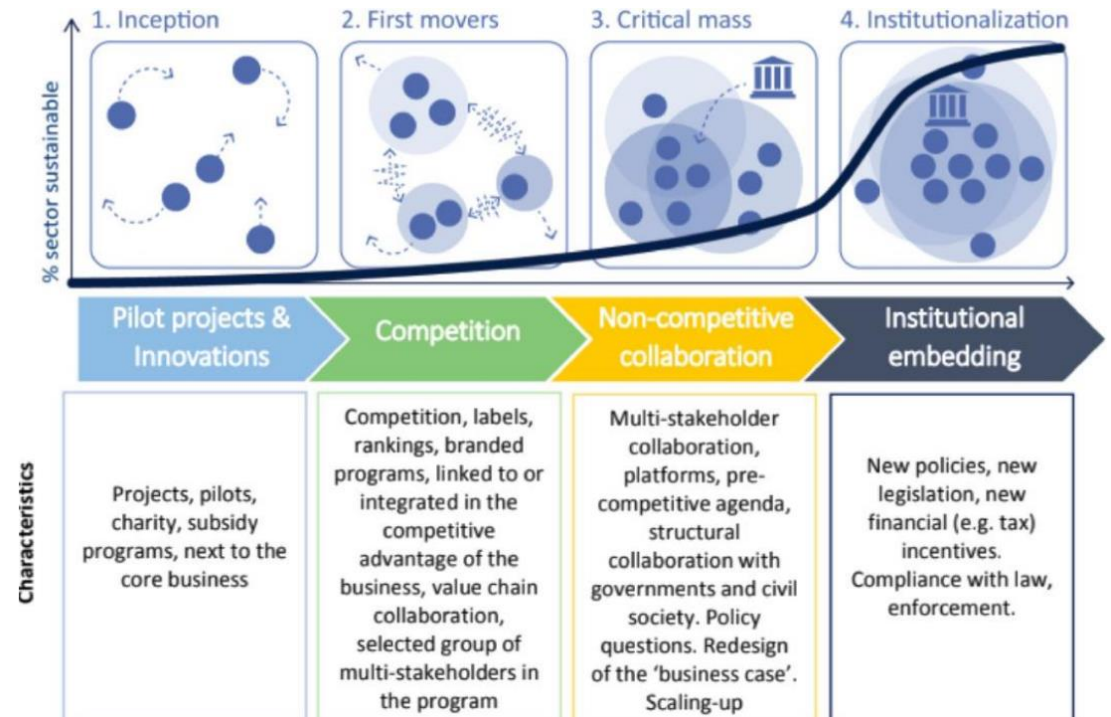 1. Inception
2. First movers
3. Critical mass
4. Institutionalization
% sector sustainable
Pilot projects &
Innovations
Competition
Non-competitive
collaboration
Institutional
embedding
Characteristics
Projects, pilots,
charity, subsidy
programs, next to the
core business
Competition, labels,
rankings, branded
programs, linked to or
integrated in the
competitive
advantage of the
business, value chain
collaboration,
selected group of
multi-stakeholders in
the program
Multi-stakeholder
collaboration,
platforms, pre-
competitive agenda,
structural
collaboration with
governments and civil
society. Policy
questions. Redesign
of the ‘business case’.
Scaling-up
New policies, new
legislation, new
financial (e.g. tax)
incentives.
Compliance with law,
enforcement.